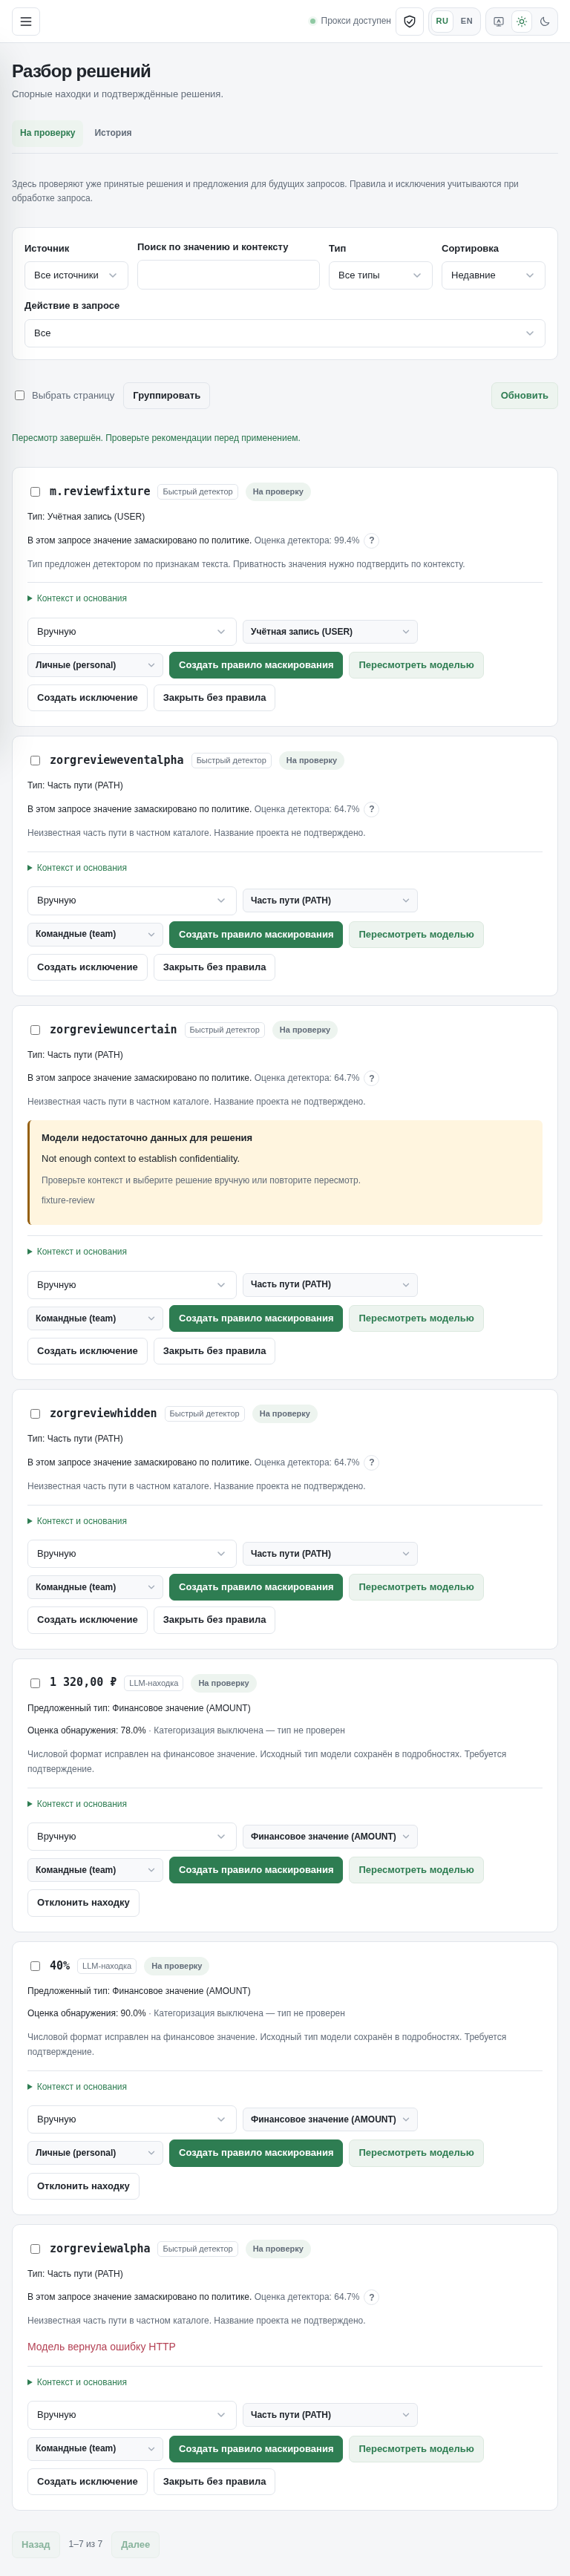 Прокси доступен
RU EN
Разбор решений
Спорные находки и подтверждённые решения.
На проверку История
Здесь проверяют уже принятые решения и предложения для будущих запросов. Правила и исключения учитываются при
обработке запроса.
Источник Поиск по значению и контексту Тип Сортировка
Все источники Все типы Недавние
Действие в запросе
Все
Выбрать страницу Группировать Обновить
Пересмотр завершён. Проверьте рекомендации перед применением.
m.reviewfixture Быстрый детектор На проверку
Тип: Учётная запись (USER)
В этом запросе значение замаскировано по политике. Оценка детектора: 99.4% ?
Тип предложен детектором по признакам текста. Приватность значения нужно подтвердить по контексту.
Контекст и основания
Вручную Учётная запись (USER)
Личные (personal) Создать правило маскирования Пересмотреть моделью
Создать исключение Закрыть без правила
zorgrevieweventalpha Быстрый детектор На проверку
Тип: Часть пути (PATH)
В этом запросе значение замаскировано по политике. Оценка детектора: 64.7% ?
Неизвестная часть пути в частном каталоге. Название проекта не подтверждено.
Контекст и основания
Вручную Часть пути (PATH)
Командные (team) Создать правило маскирования Пересмотреть моделью
Создать исключение Закрыть без правила
zorgreviewuncertain Быстрый детектор На проверку
Тип: Часть пути (PATH)
В этом запросе значение замаскировано по политике. Оценка детектора: 64.7% ?
Неизвестная часть пути в частном каталоге. Название проекта не подтверждено.
Модели недостаточно данных для решения
Not enough context to establish confidentiality.
Проверьте контекст и выберите решение вручную или повторите пересмотр.
fixture-review
Контекст и основания
Вручную Часть пути (PATH)
Командные (team) Создать правило маскирования Пересмотреть моделью
Создать исключение Закрыть без правила
zorgreviewhidden Быстрый детектор На проверку
Тип: Часть пути (PATH)
В этом запросе значение замаскировано по политике. Оценка детектора: 64.7% ?
Неизвестная часть пути в частном каталоге. Название проекта не подтверждено.
Контекст и основания
Вручную Часть пути (PATH)
Командные (team) Создать правило маскирования Пересмотреть моделью
Создать исключение Закрыть без правила
1 320,00 ₽ LLM-находка На проверку
Предложенный тип: Финансовое значение (AMOUNT)
Оценка обнаружения: 78.0% · Категоризация выключена — тип не проверен
Числовой формат исправлен на финансовое значение. Исходный тип модели сохранён в подробностях. Требуется
подтверждение.
Контекст и основания
Вручную Финансовое значение (AMOUNT)
Командные (team) Создать правило маскирования Пересмотреть моделью
Отклонить находку
40% LLM-находка На проверку
Предложенный тип: Финансовое значение (AMOUNT)
Оценка обнаружения: 90.0% · Категоризация выключена — тип не проверен
Числовой формат исправлен на финансовое значение. Исходный тип модели сохранён в подробностях. Требуется
подтверждение.
Контекст и основания
Вручную Финансовое значение (AMOUNT)
Личные (personal) Создать правило маскирования Пересмотреть моделью
Отклонить находку
zorgreviewalpha Быстрый детектор На проверку
Тип: Часть пути (PATH)
В этом запросе значение замаскировано по политике. Оценка детектора: 64.7% ?
Неизвестная часть пути в частном каталоге. Название проекта не подтверждено.
Модель вернула ошибку HTTP
Контекст и основания
Вручную Часть пути (PATH)
Командные (team) Создать правило маскирования Пересмотреть моделью
Создать исключение Закрыть без правила
Назад 1–7 из 7 Далее